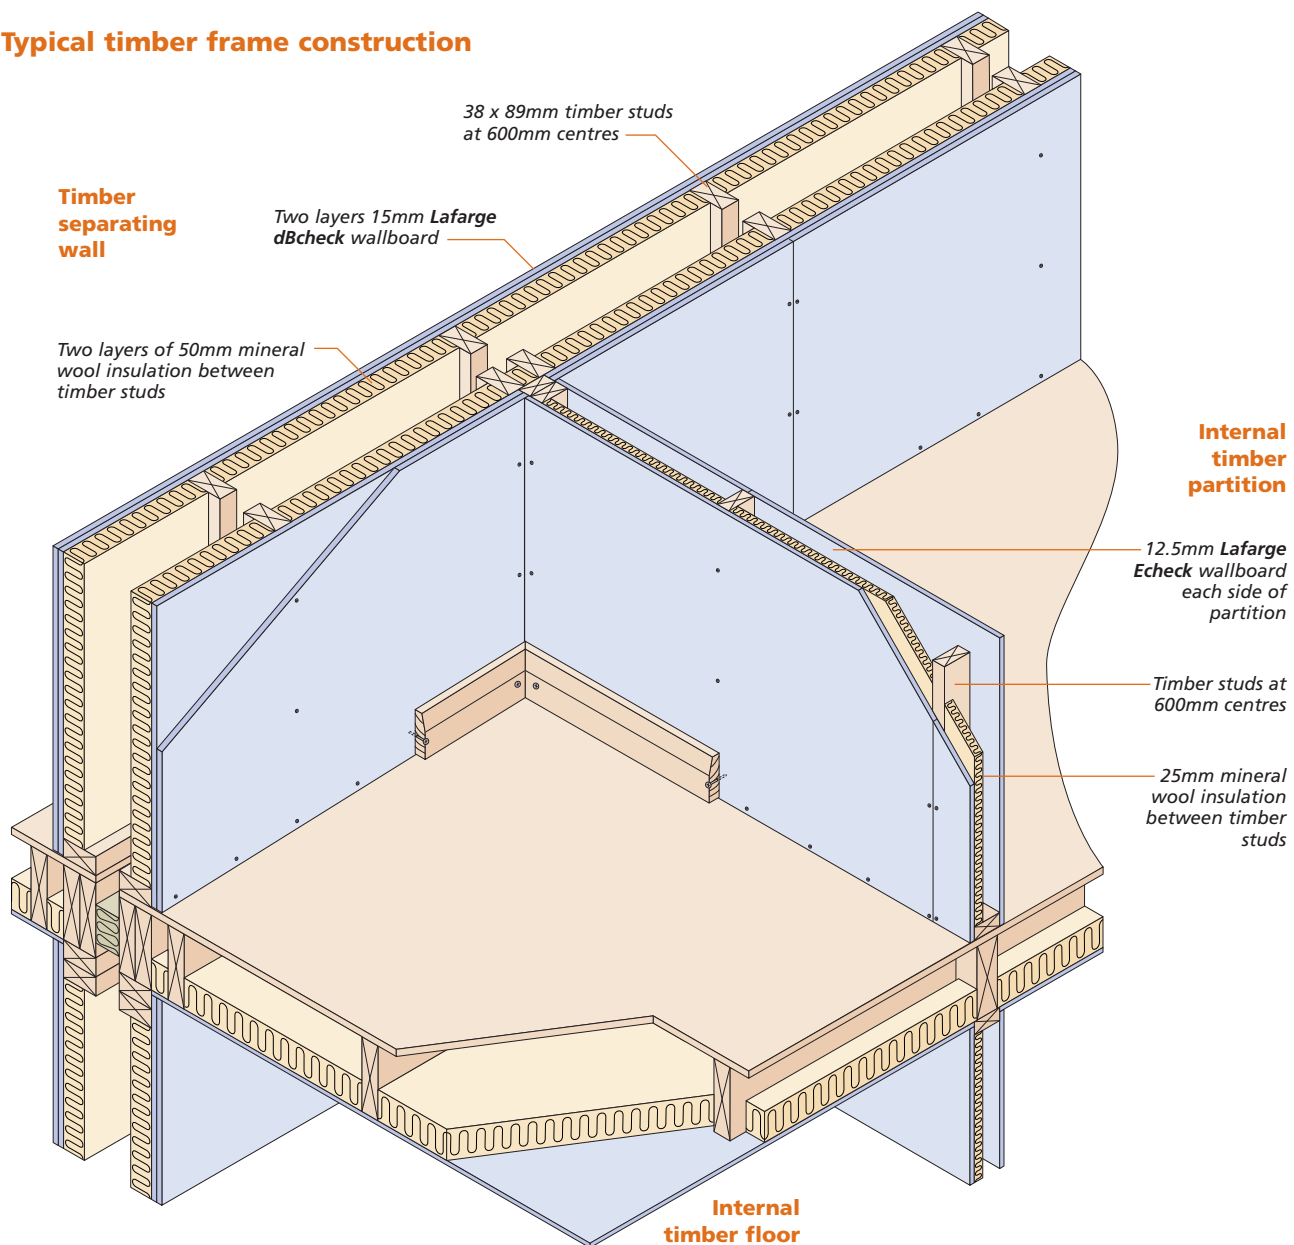 Typical timber frame construction
38 x 89mm timber studs
at 600mm centres
Timber
separating
wall
Two layers 15mm Lafarge
dBcheck wallboard
Two layers of 50mm mineral
wool insulation between
timber studs
Internal
timber
partition
12.5mm Lafarge
Echeck wallboard
each side of
partition
Timber studs at
600mm centres
25mm mineral
wool insulation
between timber
studs
Internal
timber floor